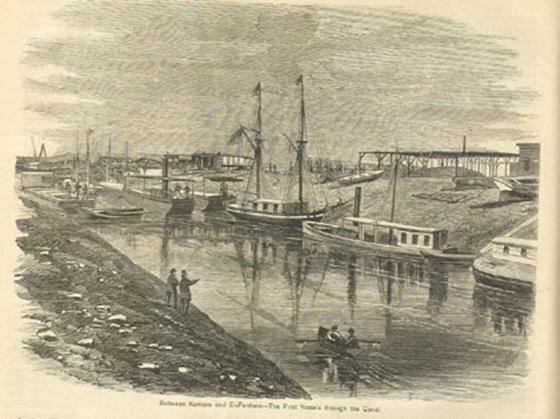 Between Kantara and El-Ferdane—The First Vessels through the Canal.